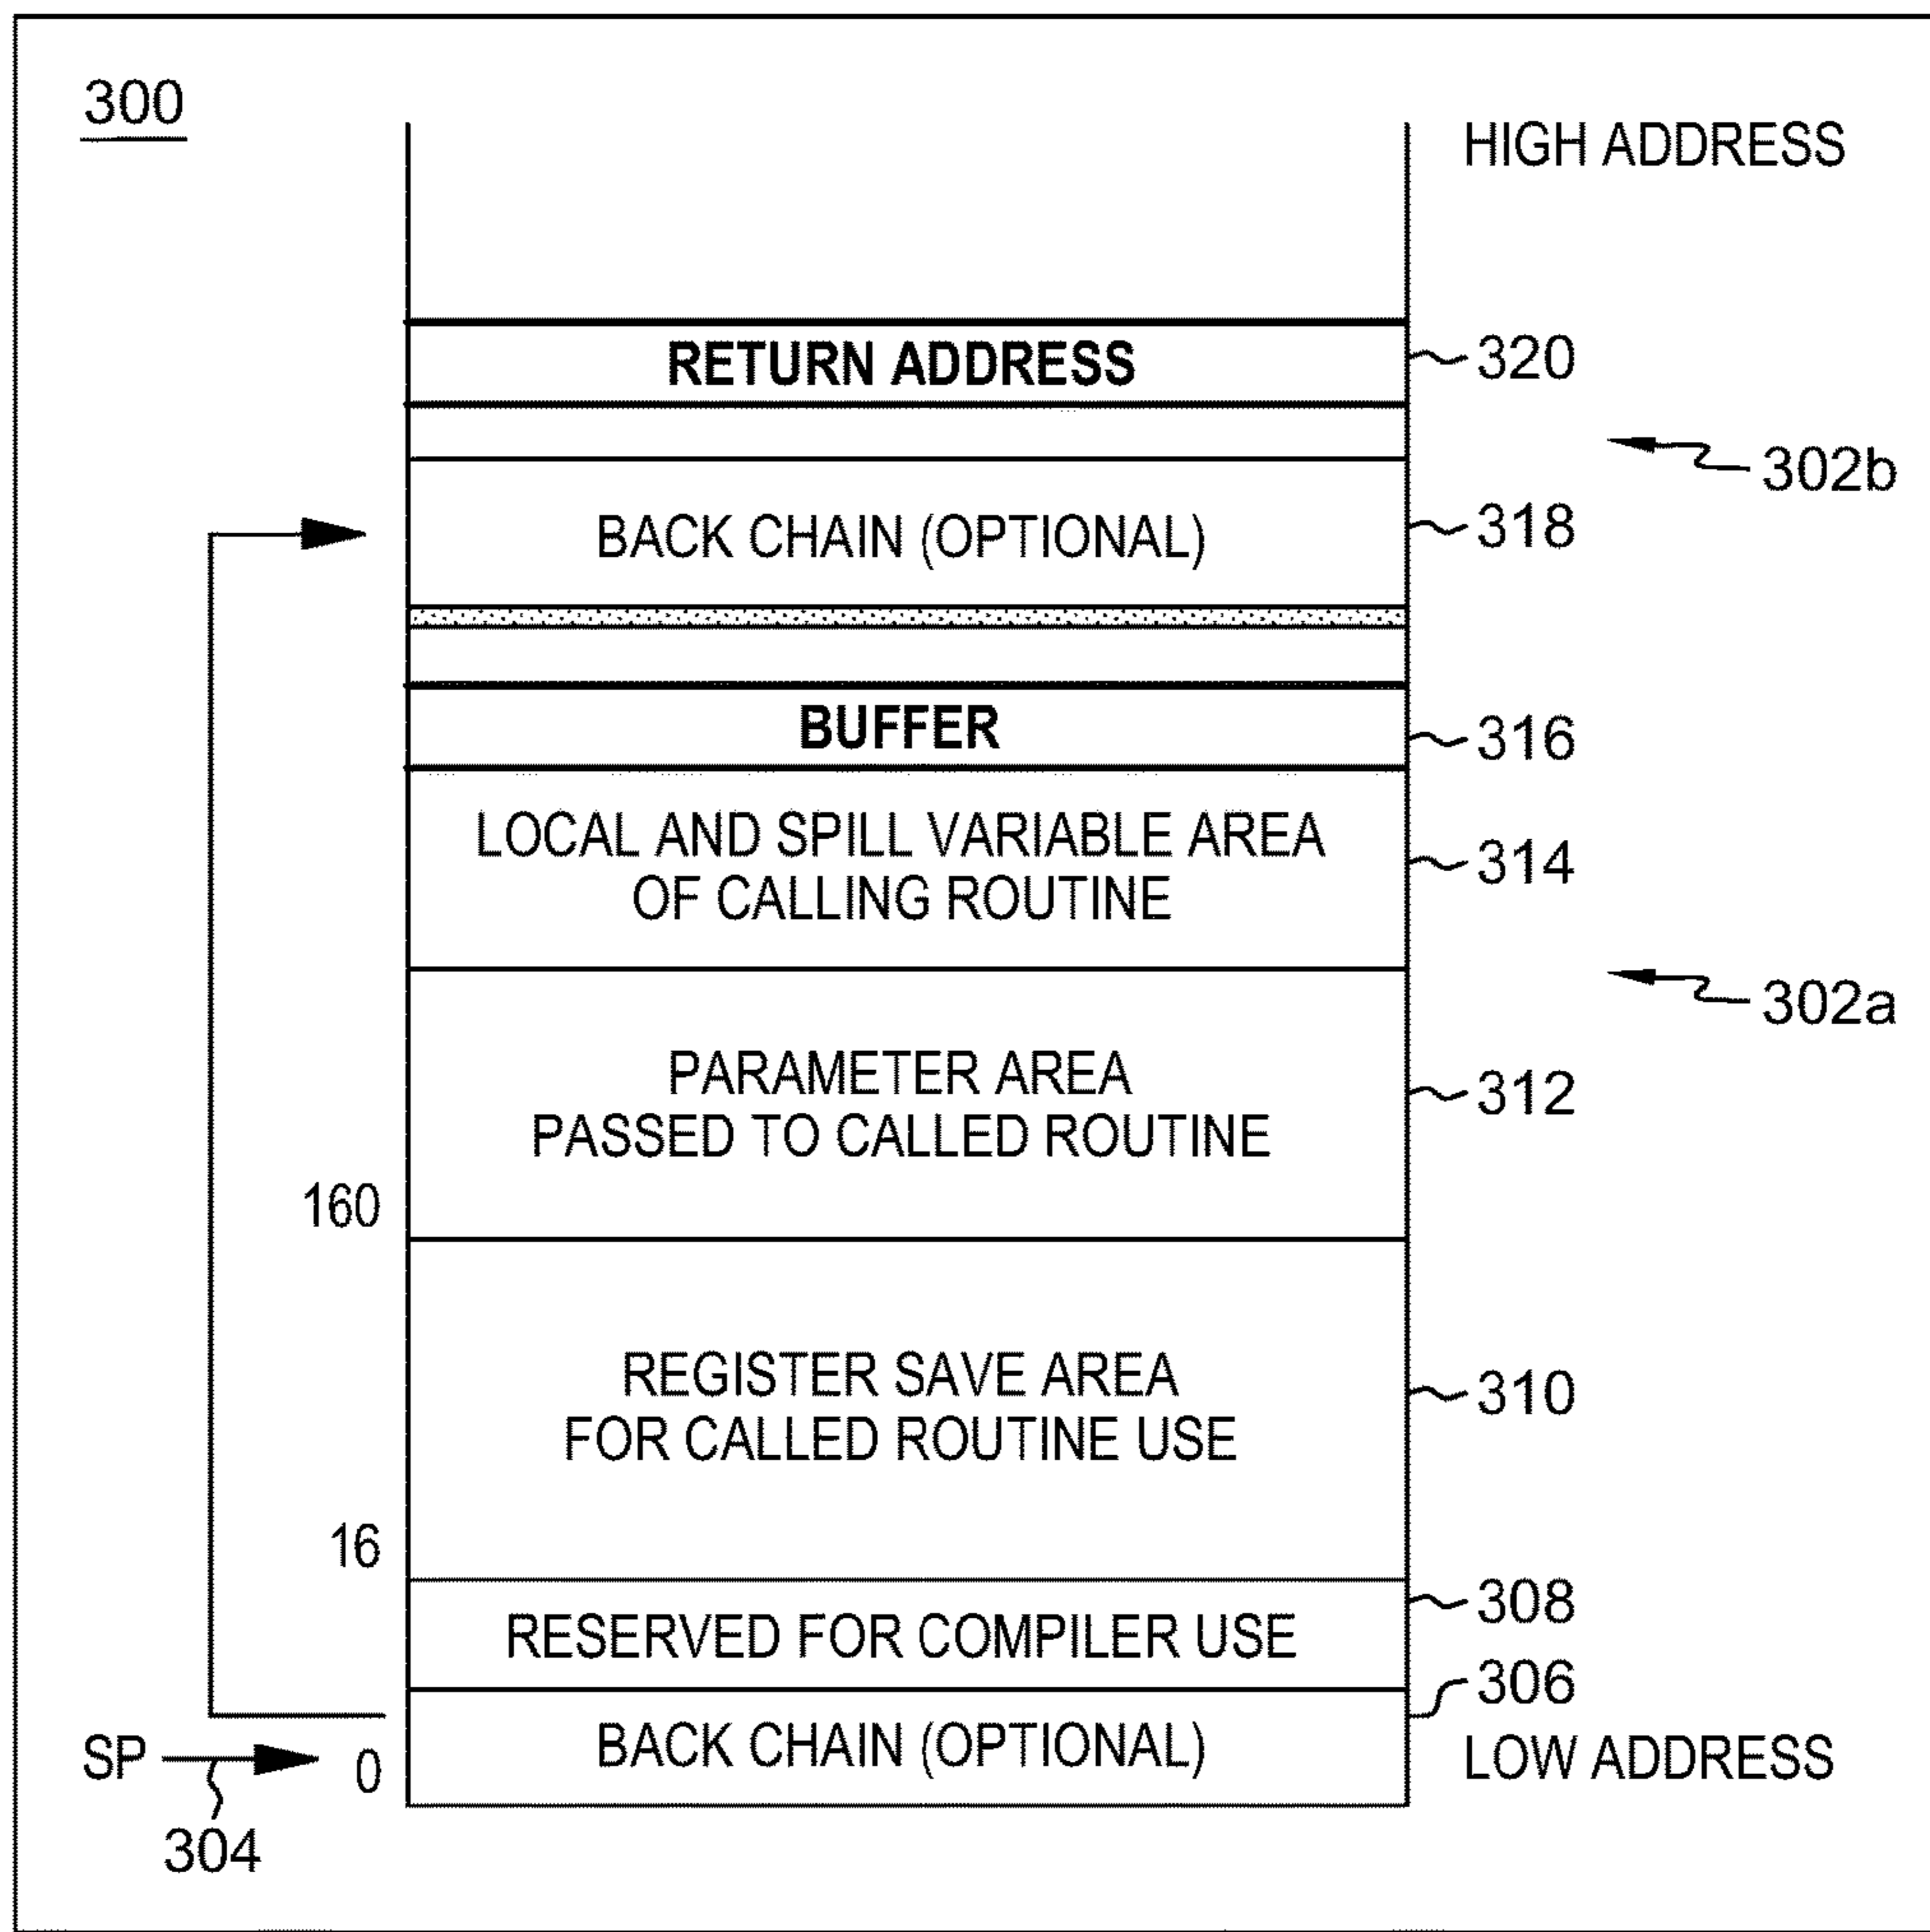 300
HIGH ADDRESS
RETURN ADDRESS
320
302b
BACK CHAIN (OPTIONAL)
318
BUFFER
316
LOCAL AND SPILL VARIABLE AREA
OF CALLING ROUTINE
314
302a
PARAMETER AREA
PASSED TO CALLED ROUTINE
312
160
REGISTER SAVE AREA
FOR CALLED ROUTINE USE
310
16
RESERVED FOR COMPILER USE
308
306
SP
0
BACK CHAIN (OPTIONAL)
LOW ADDRESS
304